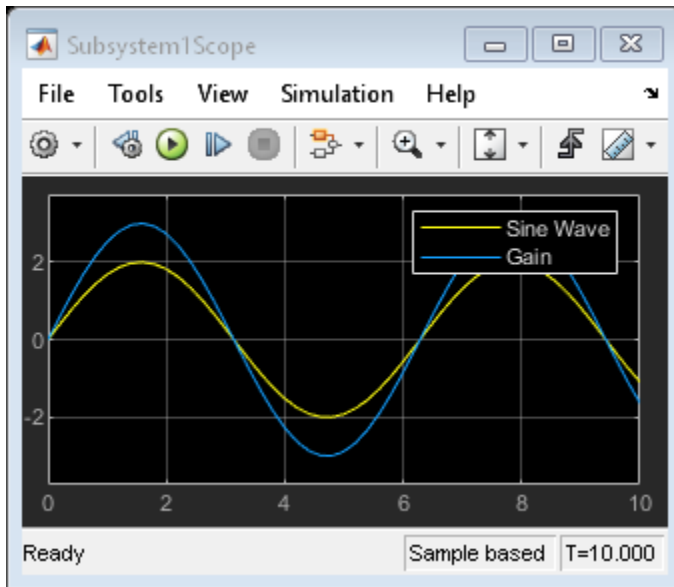 Subsystem1Scope
File Tools View Simulation Help
Sine Wave
Gain
2
0
-2
0 2 4 6 8 10
Ready Sample based T=10.000